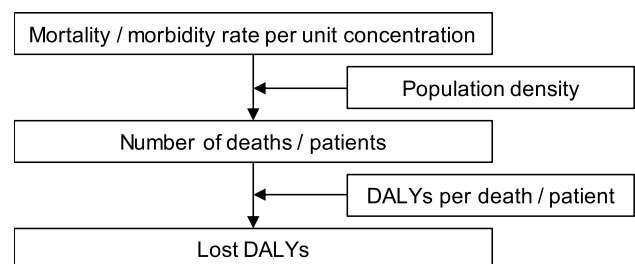 Mortality / morbidity rate per unit concentration
Population density
Number of deaths / patients
DALYs per death / patient
Lost DALYs